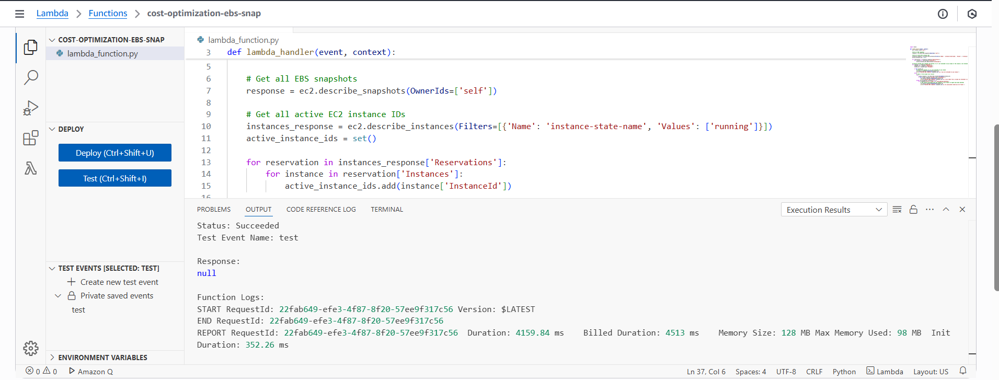 Lambda > Functions > cost-optimization-ebs-snap
COST-OPTIMIZATION-EBS-SNAP
lambda_function.py
DEPLOY
Deploy (Ctrl+Shift+U)
Test (Ctrl+Shift+I)
TEST EVENTS [SELECTED: TEST]
Create new test event
Private saved events
test
ENVIRONMENT VARIABLES
lambda_function.py
3 def lambda_handler(event, context):
5
6 # Get all EBS snapshots
7 response = ec2.describe_snapshots(OwnerIds=['self'])
8
9 # Get all active EC2 instance IDs
10 instances_response = ec2.describe_instances(Filters=[{'Name': 'instance-state-name', 'Values': ['running']}])
11 active_instance_ids = set()
12
13 for reservation in instances_response['Reservations']:
14 for instance in reservation['Instances']:
15 active_instance_ids.add(instance['InstanceId'])
16
PROBLEMS OUTPUT CODE REFERENCE LOG TERMINAL Execution Results
Status: Succeeded
Test Event Name: test
Response:
null
Function Logs:
START RequestId: 22fab649-efe3-4f87-8f20-57ee9f317c56 Version: $LATEST
END RequestId: 22fab649-efe3-4f87-8f20-57ee9f317c56
REPORT RequestId: 22fab649-efe3-4f87-8f20-57ee9f317c56 Duration: 4159.84 ms Billed Duration: 4513 ms Memory Size: 128 MB Max Memory Used: 98 MB Init
Duration: 352.26 ms
0 0 Amazon Q Ln 37, Col 6 Spaces: 4 UTF-8 CRLF Python Lambda Layout: US